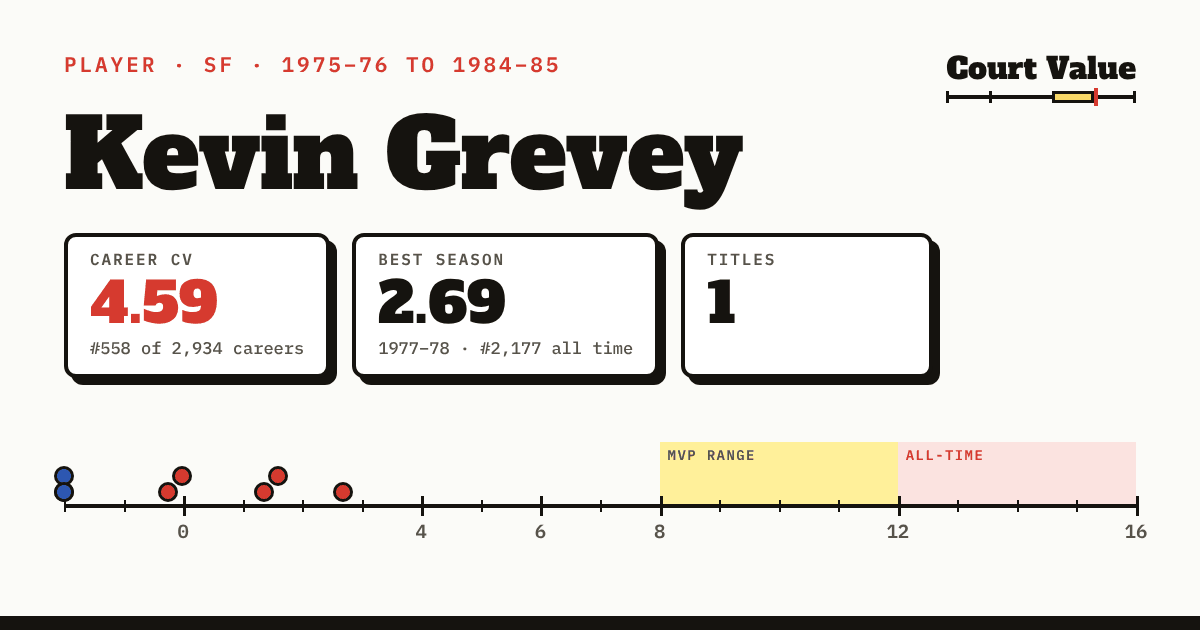 PLAYER · SF · 1975–76 TO 1984–85
Court Value
Kevin Grevey
CAREER CV
4.59
#558 of 2,934 careers
BEST SEASON
2.69
1977–78 · #2,177 all time
TITLES
1
MVP RANGE
ALL-TIME
0 4 6 8 12 16